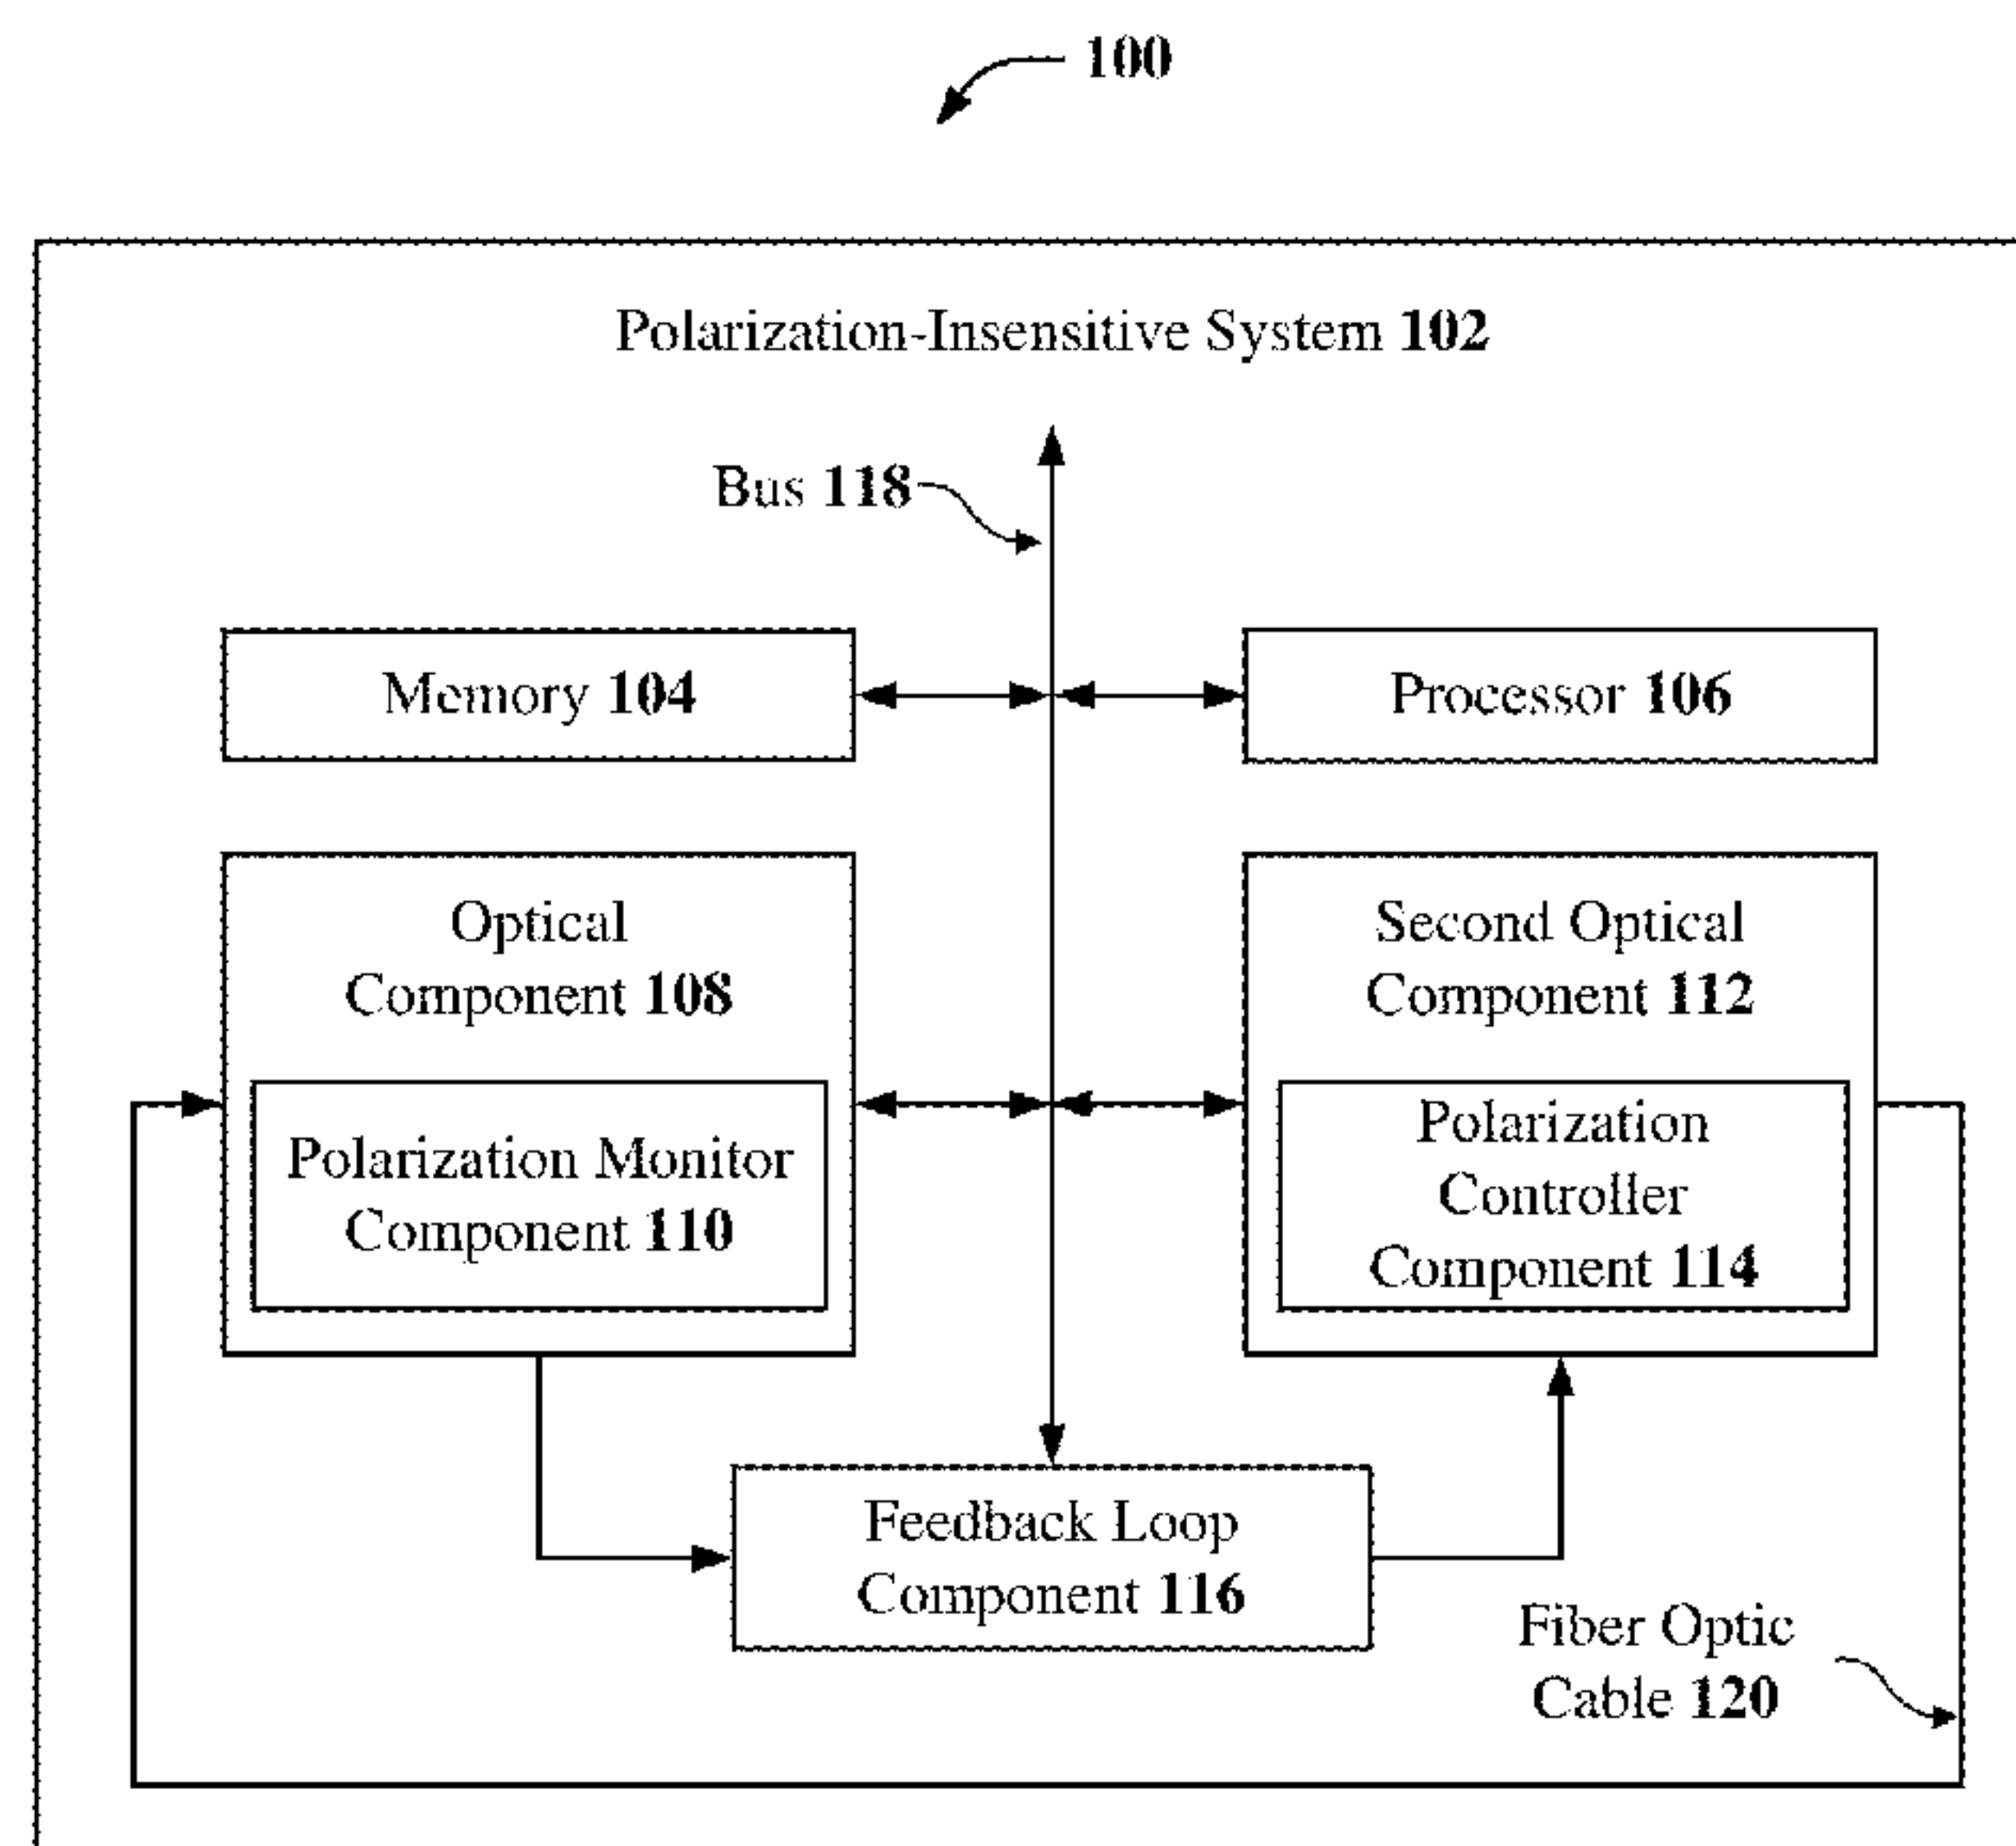 100
Polarization-Insensitive System 102
Bus 118
Memory 104
Processor 106
Optical
Component 108
Polarization Monitor
Component 110
Second Optical
Component 112
Polarization
Controller
Component 114
Feedback Loop
Component 116
Fiber Optic
Cable 120